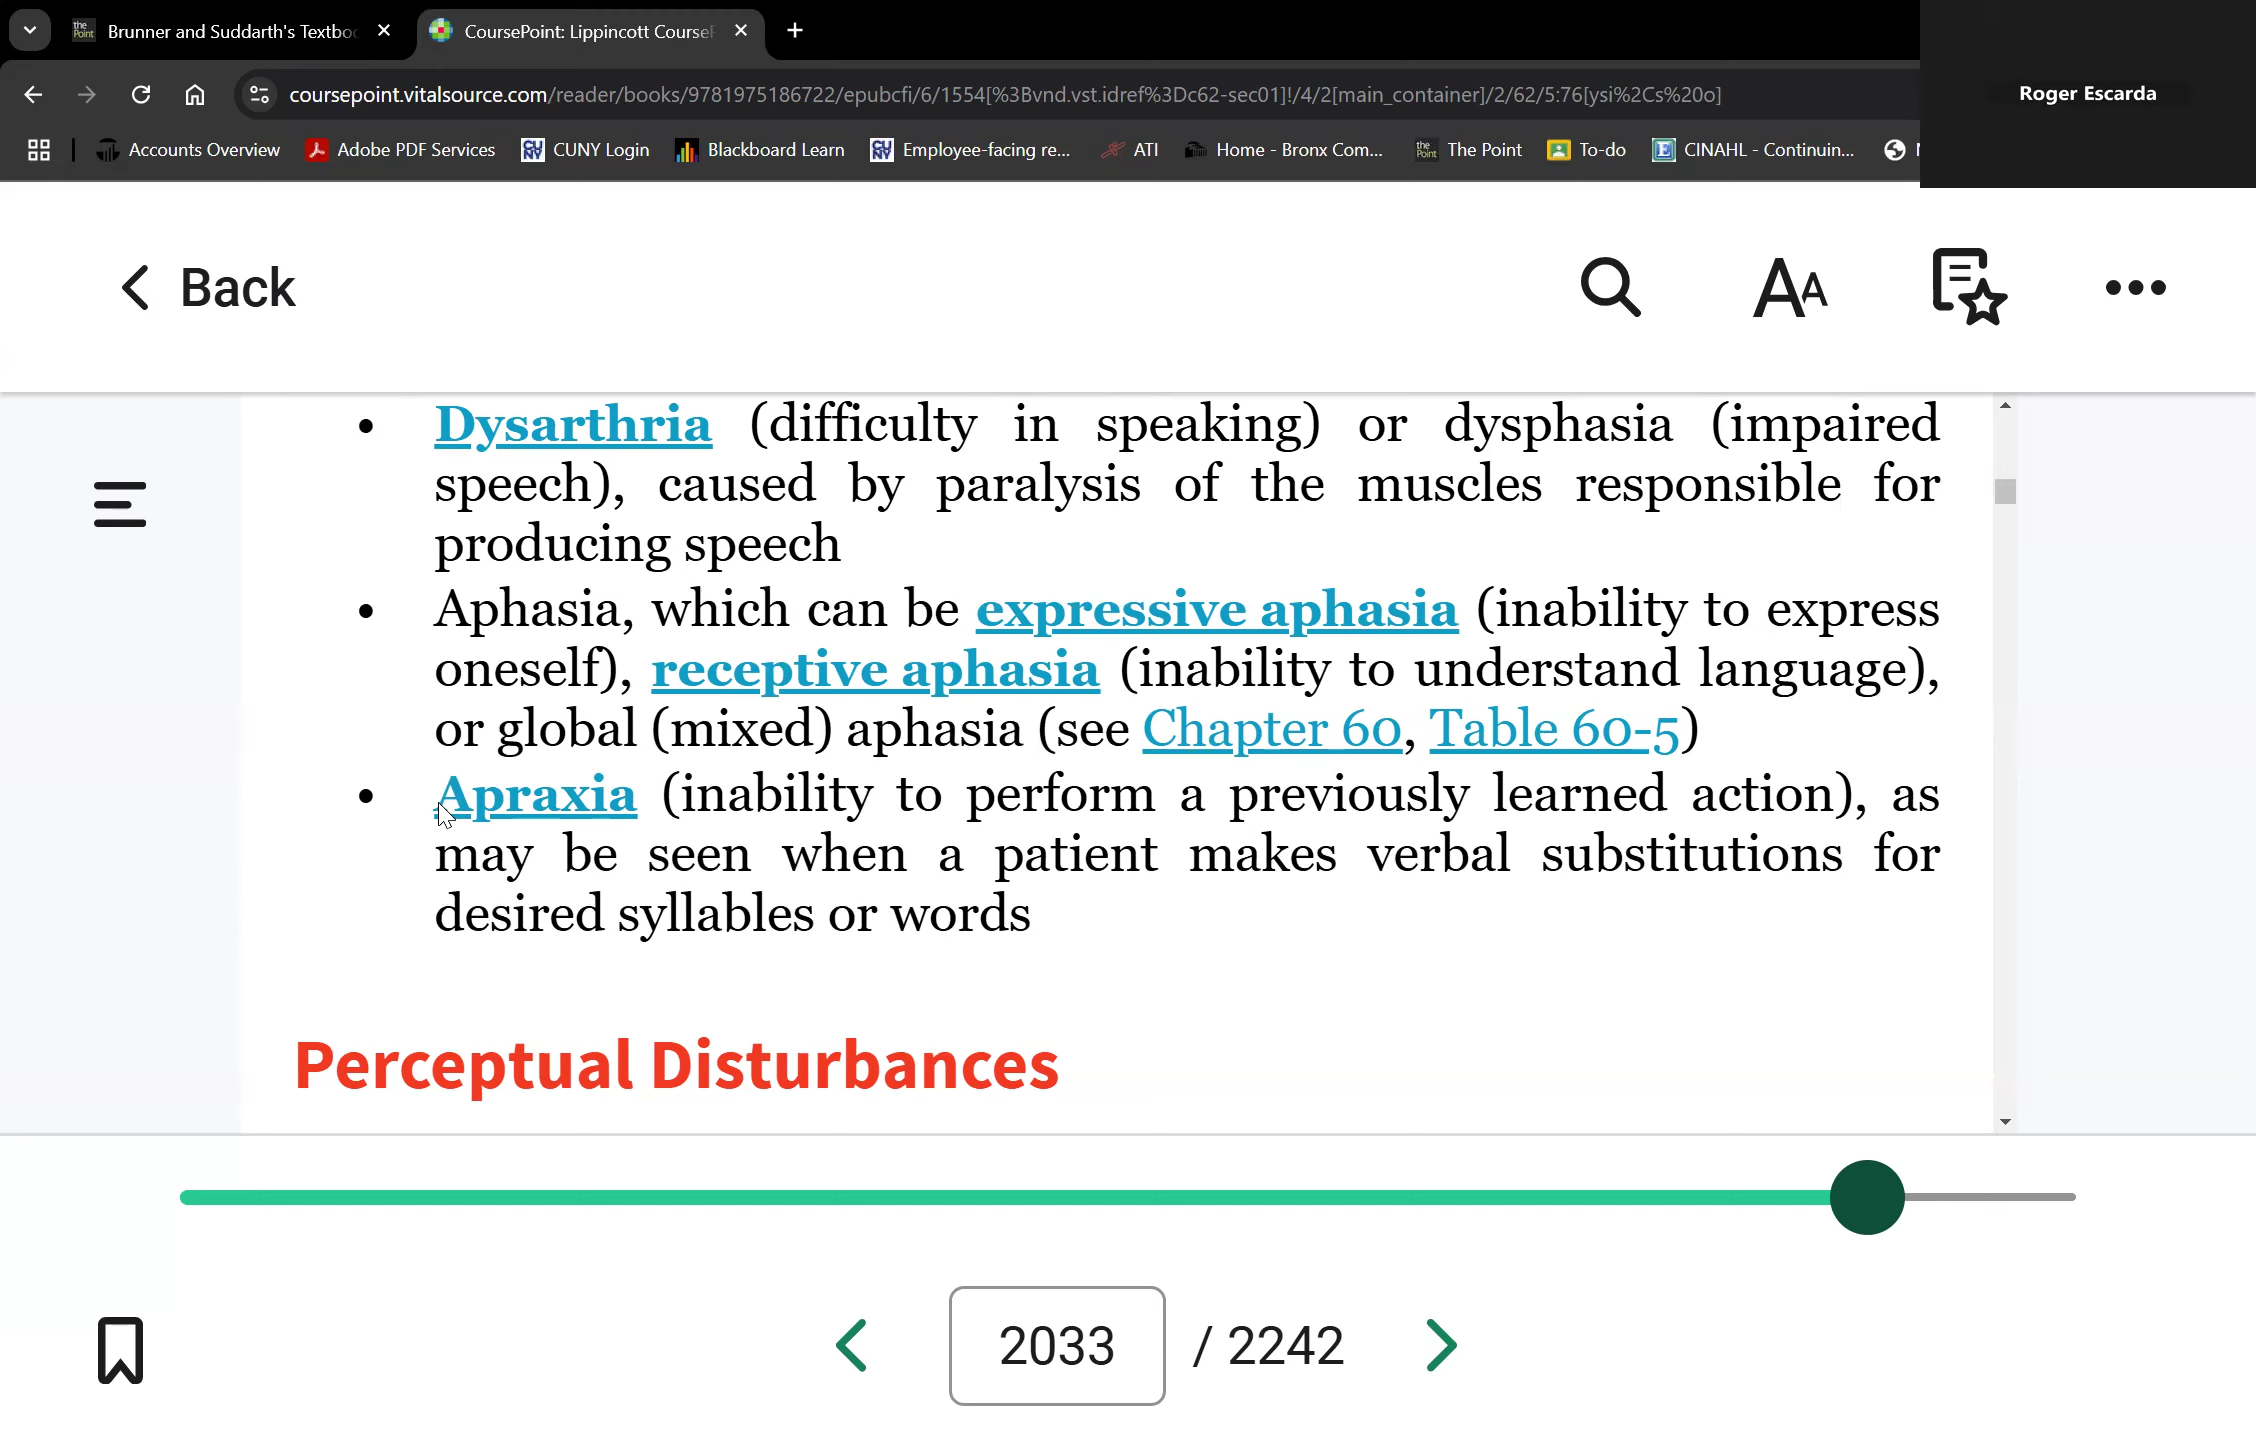 Brunner and Suddarth's Textboo
CoursePoint: Lippincott CourseP
coursepoint.vitalsource.com/reader/books/9781975186722/epubcfi/6/1554[%3Bvnd.vst.idref%3Dc62-sec01]!/4/2[main_container]/2/62/5:76[ysi%2Cs%20o]
Roger Escarda
Accounts Overview
Adobe PDF Services
CUNY Login
Blackboard Learn
Employee-facing re...
ATI
Home - Bronx Com...
The Point
To-do
CINAHL - Continuin...
Back
• Dysarthria (difficulty in speaking) or dysphasia (impaired
speech), caused by paralysis of the muscles responsible for
producing speech
• Aphasia, which can be expressive aphasia (inability to express
oneself), receptive aphasia (inability to understand language),
or global (mixed) aphasia (see Chapter 60, Table 60-5)
• Apraxia (inability to perform a previously learned action), as
may be seen when a patient makes verbal substitutions for
desired syllables or words
Perceptual Disturbances
2033 / 2242